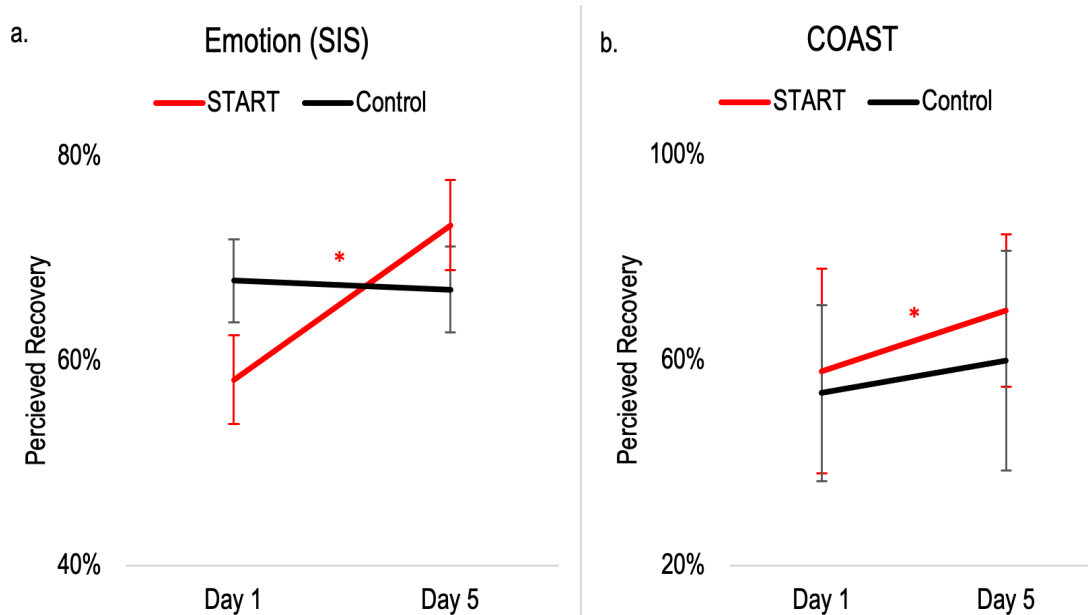 a.
Emotion (SIS)
START
Control
80%
60%
40%
Percieved Recovery
*
Day 1
Day 5
b.
COAST
START
Control
100%
60%
20%
Percieved Recovery
*
Day 1
Day 5